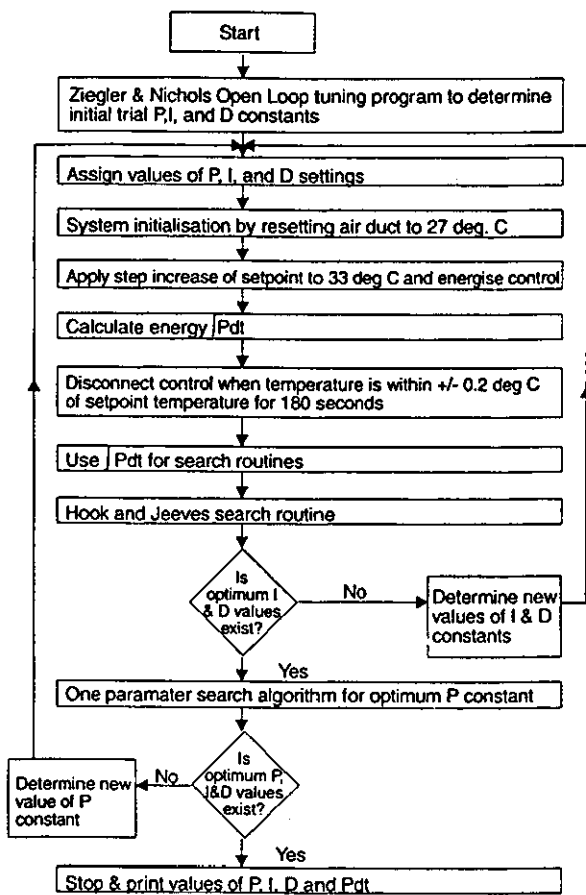 Start
Ziegler & Nichols Open Loop tuning program to determine
initial trial P,I, and D constants
Assign values of P, I, and D settings
System initialisation by resetting air duct to 27 deg. C
Apply step increase of setpoint to 33 deg C and energise control
Calculate energy ∫Pdt
Disconnect control when temperature is within +/- 0.2 deg C
of setpoint temperature for 180 seconds
Use ∫Pdt for search routines
Hook and Jeeves search routine
Is
optimum I
& D values
exist?
No
Determine new
values of I & D
constants
Yes
One paramater search algorithm for optimum P constant
Is
optimum P,
I&D values
exist?
No
Determine new
value of P
constant
Yes
Stop & print values of P, I, D and Pdt